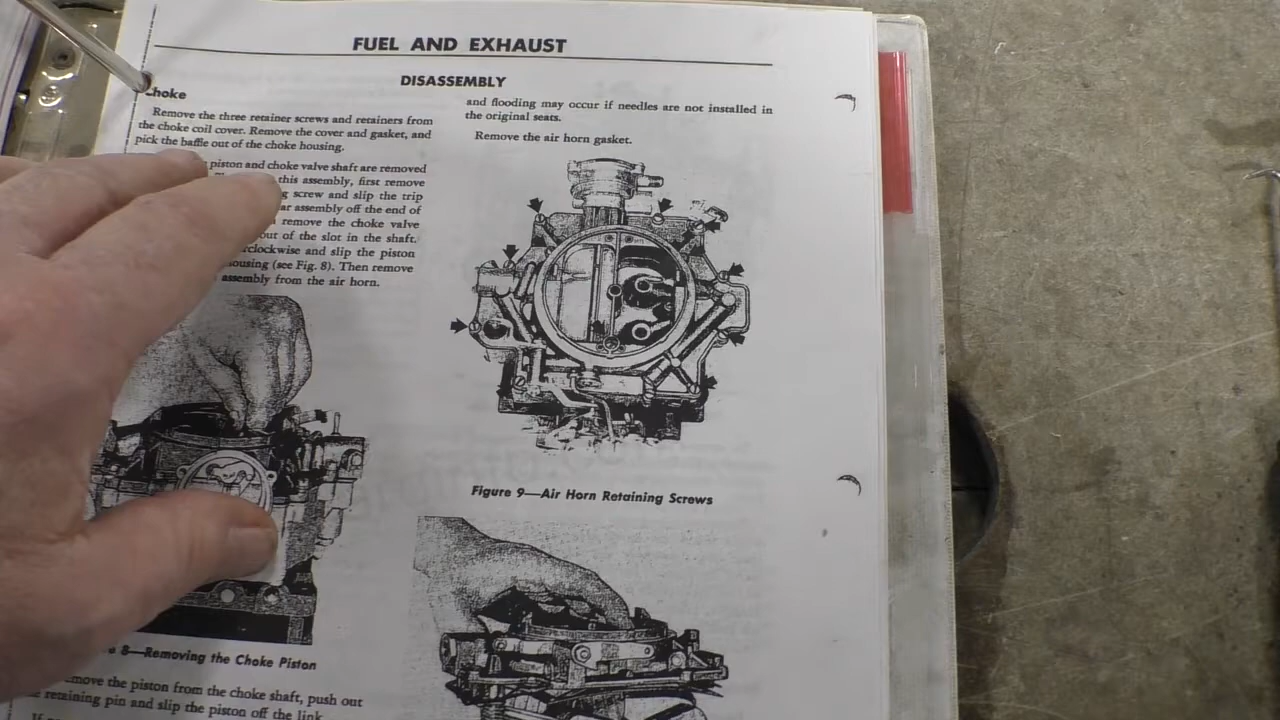 FUEL AND EXHAUST
DISASSEMBLY
Choke
Remove the three retainer screws and retainers from
the choke coil cover. Remove the cover and gasket, and
pick the baffle out of the choke housing.
piston and choke valve shaft are removed
this assembly, first remove
screw and slip the trip
assembly off the end of
remove the choke valve
out of the slot in the shaft.
clockwise and slip the piston
ousing (see Fig. 8). Then remove
assembly from the air horn.
8—Removing the Choke Piston
move the piston from the choke shaft, push out
retaining pin and slip the piston off the link.
and flooding may occur if needles are not installed in
the original seats.
Remove the air horn gasket.
Figure 9—Air Horn Retaining Screws